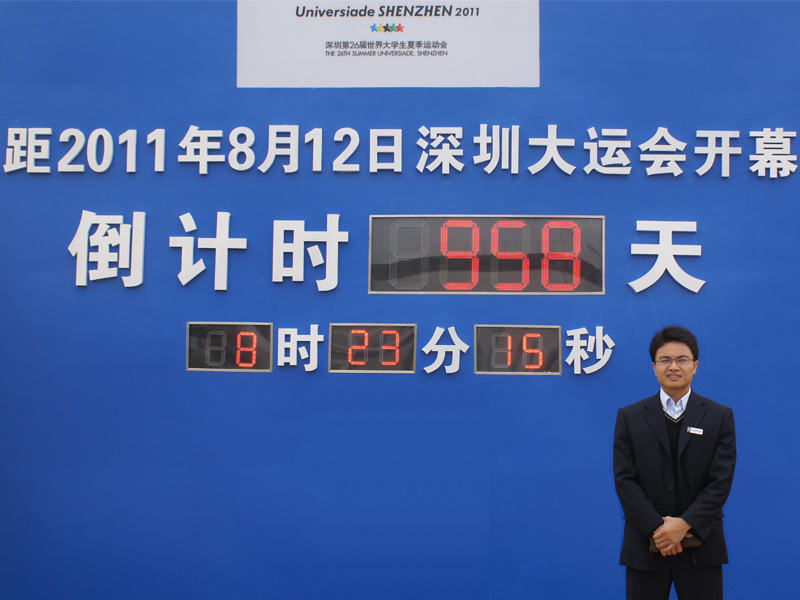 Universiade SHENZHEN 2011
深圳第26届世界大学生夏季运动会
THE 26TH SUMMER UNIVERSIADE, SHENZHEN
距2011年8月12日深圳大运会开幕
倒计时 958 天
8 时 23 分 15 秒